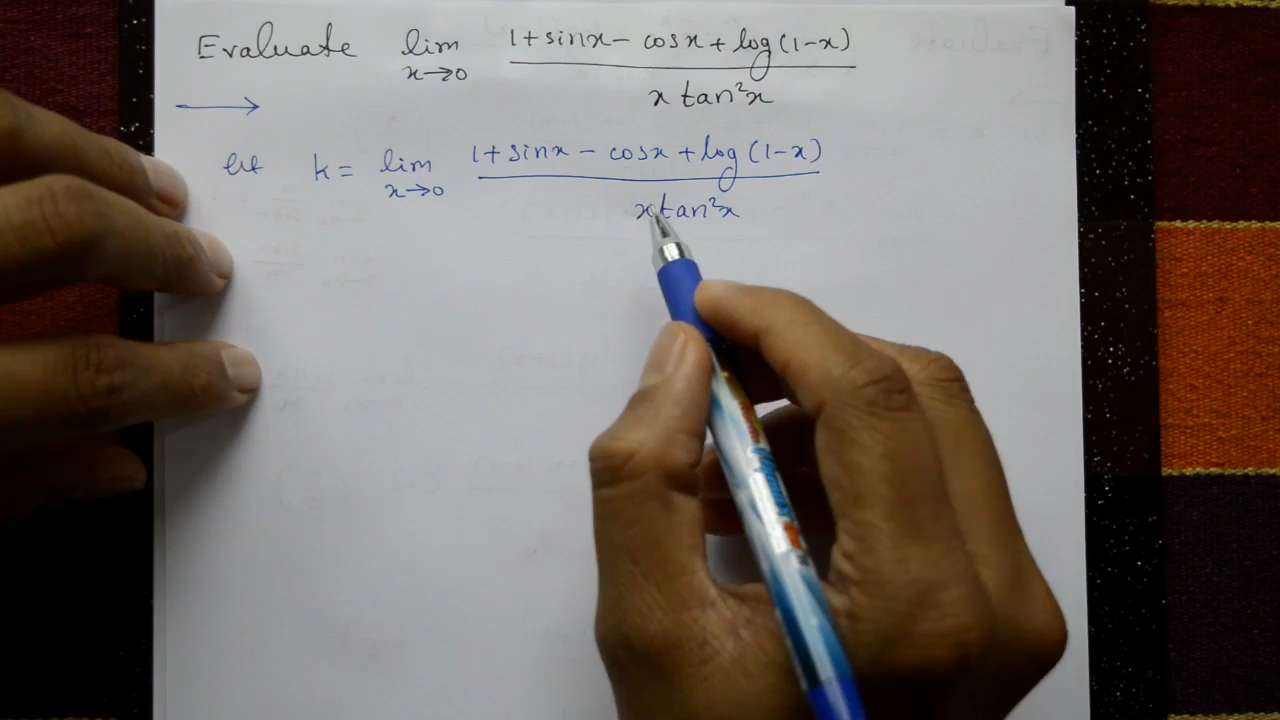 Evaluate lim x→0 (1+sinx−cosx+log(1−x))/(x tan²x)
→
let k = lim x→0 (1+sinx−cosx+log(1−x))/(x tan²x)